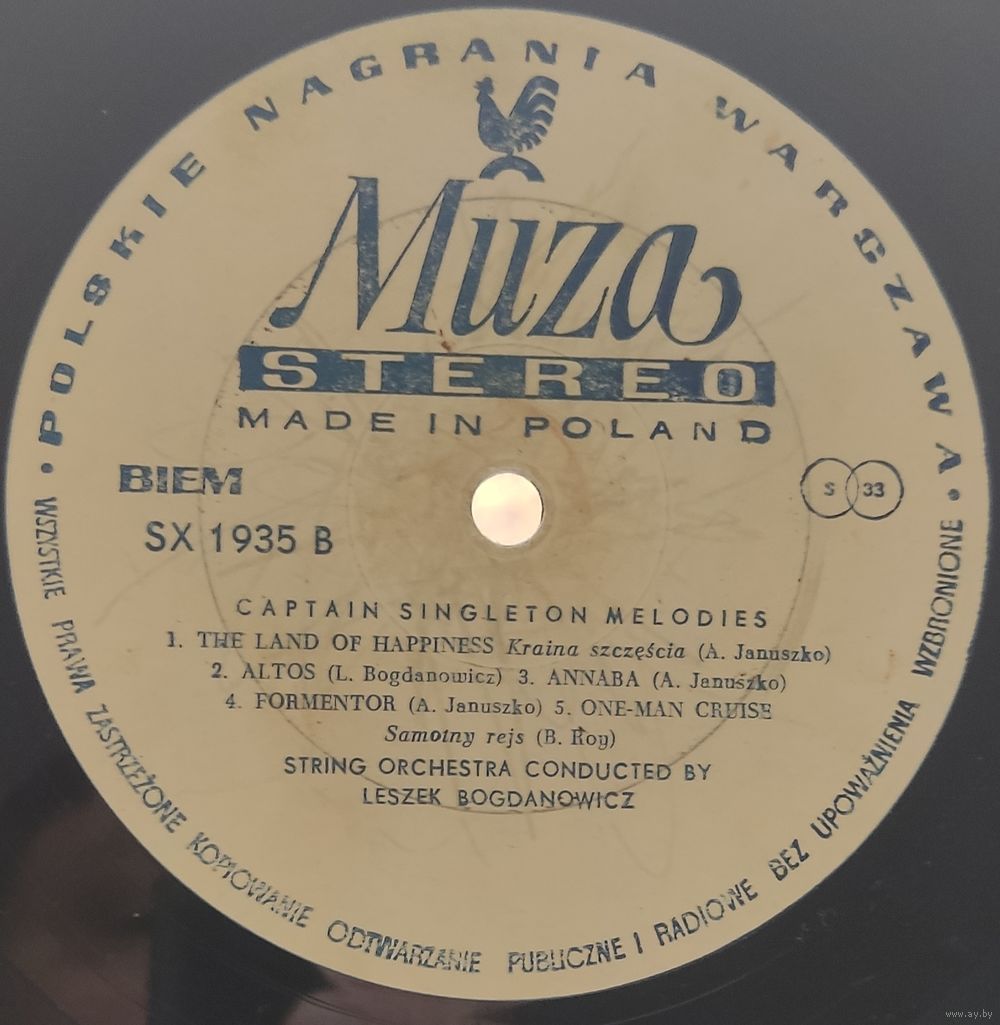 • POLSKIE NAGRANIA WARSZAWA •
Muza
STEREO
MADE IN POLAND
BIEM
S 33
SX 1935 B
CAPTAIN SINGLETON MELODIES
1. THE LAND OF HAPPINESS Kraina szczęścia (A. Januszko)
2. ALTOS (L. Bogdanowicz) 3. ANNABA (A. Januszko)
4. FORMENTOR (A. Januszko) 5. ONE-MAN CRUISE
Samotny rejs (B. Roy)
STRING ORCHESTRA CONDUCTED BY
LESZEK BOGDANOWICZ
WSZYSTKIE PRAWA ZASTRZEŻONE KOPIOWANIE ODTWARZANIE PUBLICZNE I RADIOWE BEZ UPOWAŻNIENIA WZBRONIONE
www.ay.by